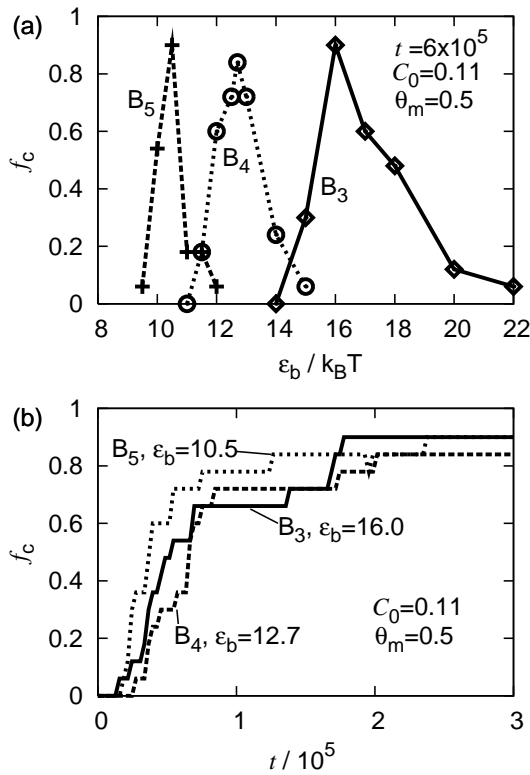 (a)
1
0.8
0.6
0.4
0.2
0
f_c
B_5
B_4
B_3
t =6x10^5
C_0=0.11
θ_m=0.5
8 10 12 14 16 18 20 22
ε_b / k_BT
(b)
1
0.8
0.6
0.4
0.2
0
f_c
B_5, ε_b=10.5
B_3, ε_b=16.0
B_4, ε_b=12.7
C_0=0.11
θ_m=0.5
0 1 2 3
t / 10^5